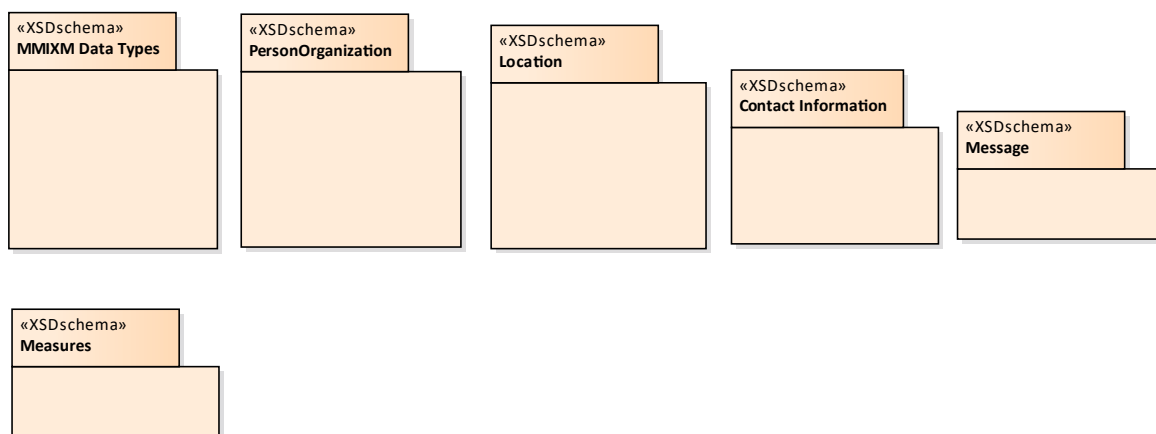 «XSDschema»
MMIXM Data Types
«XSDschema»
PersonOrganization
«XSDschema»
Location
«XSDschema»
Contact Information
«XSDschema»
Message
«XSDschema»
Measures